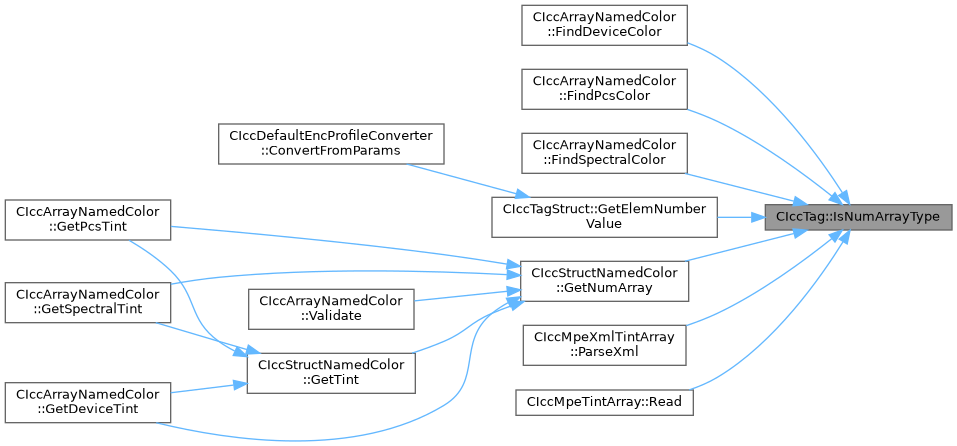 CIccArrayNamedColor
::FindDeviceColor
CIccArrayNamedColor
::FindPcsColor
CIccDefaultEncProfileConverter
::ConvertFromParams
CIccArrayNamedColor
::FindSpectralColor
CIccArrayNamedColor
::GetPcsTint
CIccTagStruct::GetElemNumber
Value
CIccTag::IsNumArrayType
CIccStructNamedColor
::GetNumArray
CIccArrayNamedColor
::GetSpectralTint
CIccArrayNamedColor
::Validate
CIccMpeXmlTintArray
::ParseXml
CIccStructNamedColor
::GetTint
CIccArrayNamedColor
::GetDeviceTint
CIccMpeTintArray::Read